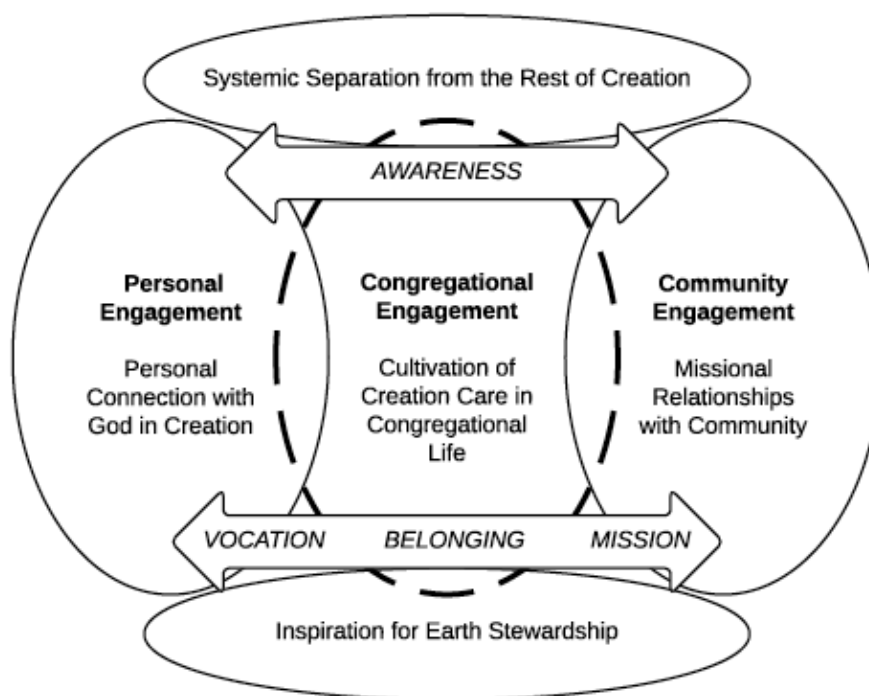 Systemic Separation from the Rest of Creation
AWARENESS
Personal
Engagement
Personal
Connection with
God in Creation
Congregational
Engagement
Cultivation of
Creation Care in
Congregational
Life
Community
Engagement
Missional
Relationships
with Community
VOCATION BELONGING MISSION
Inspiration for Earth Stewardship